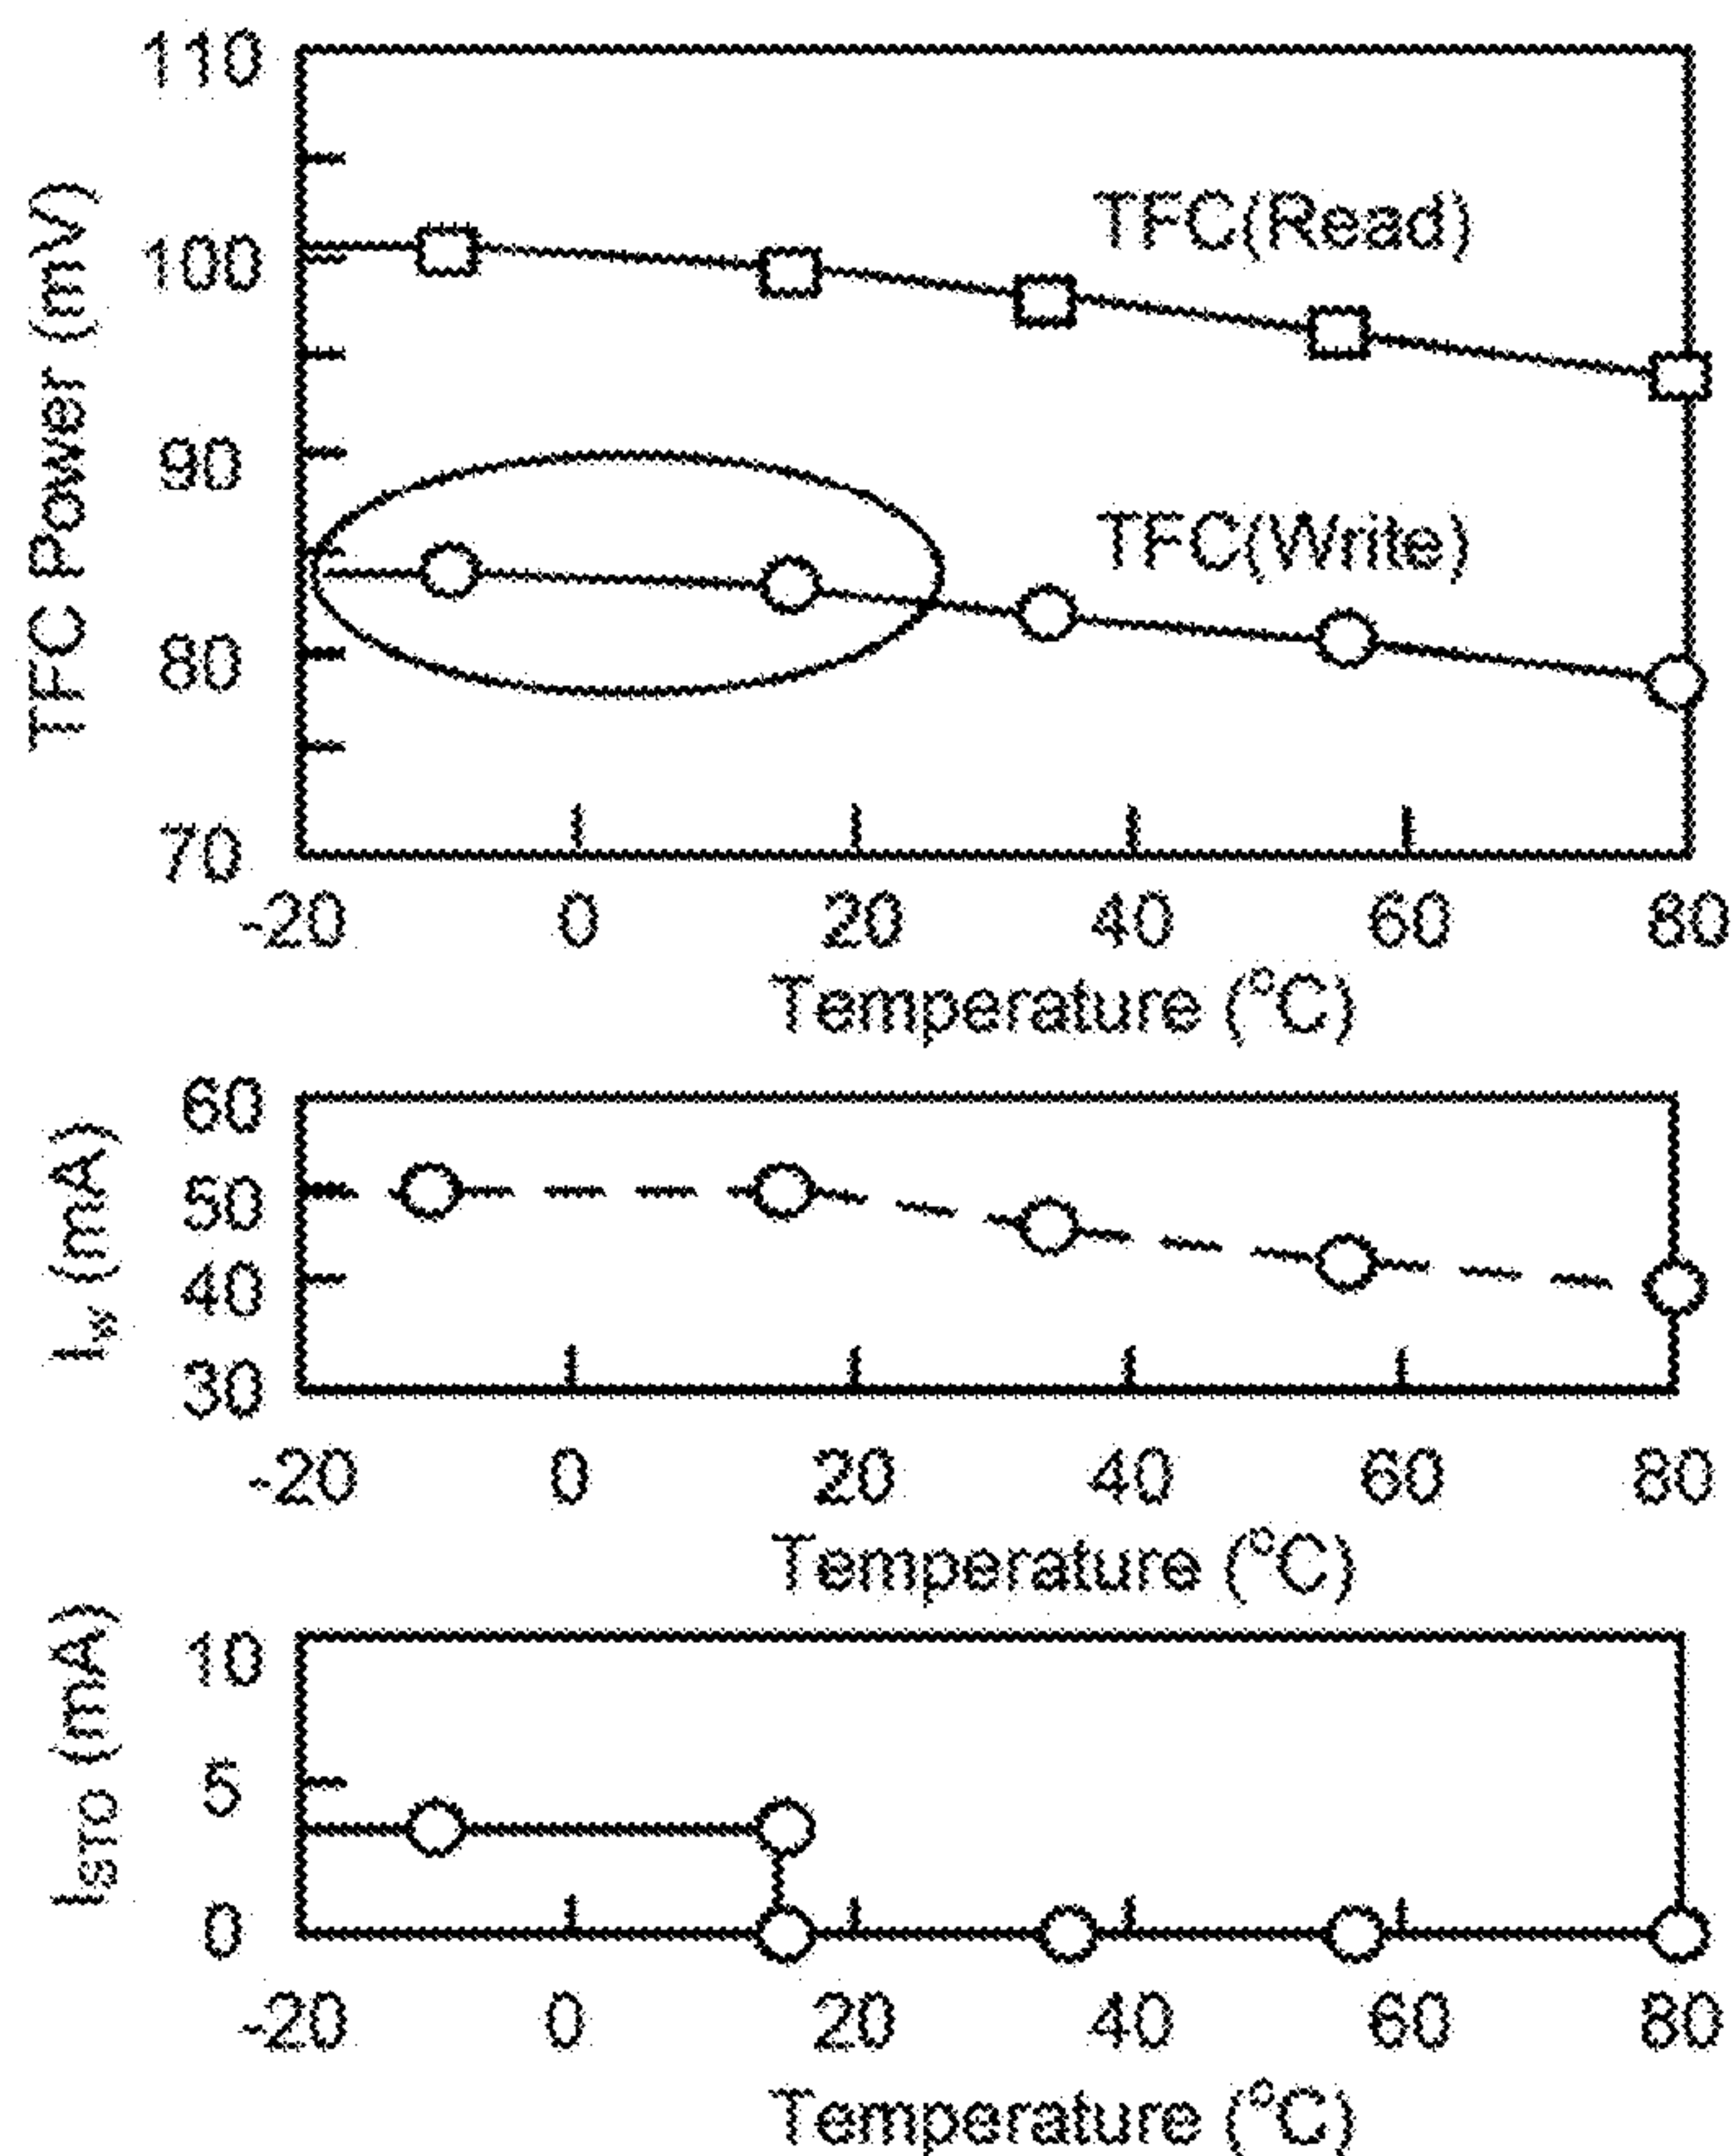 110
100
90
80
70
TFC Power (mV)
TFC(Read)
TFC(Write)
-20 0 20 40 60 80
Temperature (°C)
60
50
40
30
Iw (mA)
-20 0 20 40 60 80
Temperature (°C)
10
5
0
ISTO (mA)
-20 0 20 40 60 80
Temperature (°C)